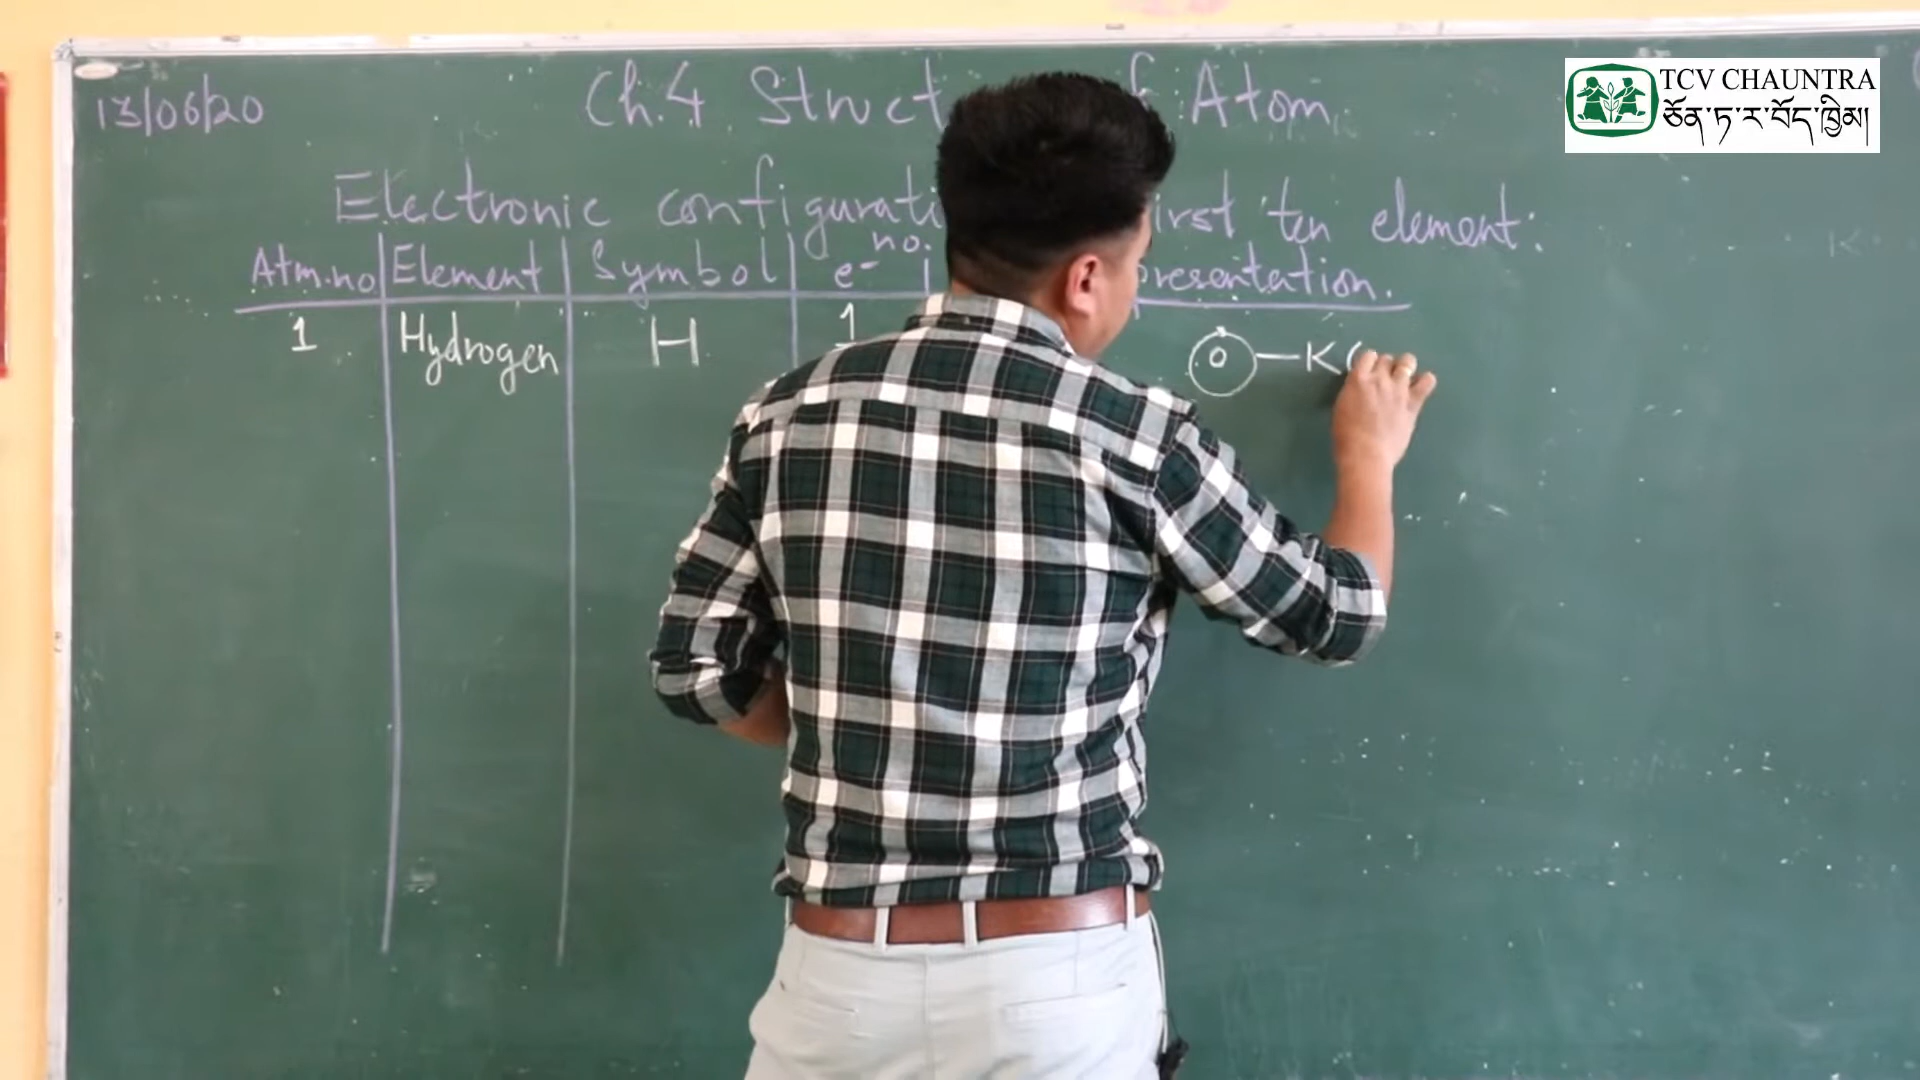 TCV CHAUNTRA
ཅོན་ཏ་ར་བོད་ཁྱིམ།
13/06/20
Ch.4 Struct f Atom
Electronic configurati irst ten element:
Atm.no Element Symbol e- no. presentation.
1 Hydrogen H 1 K(